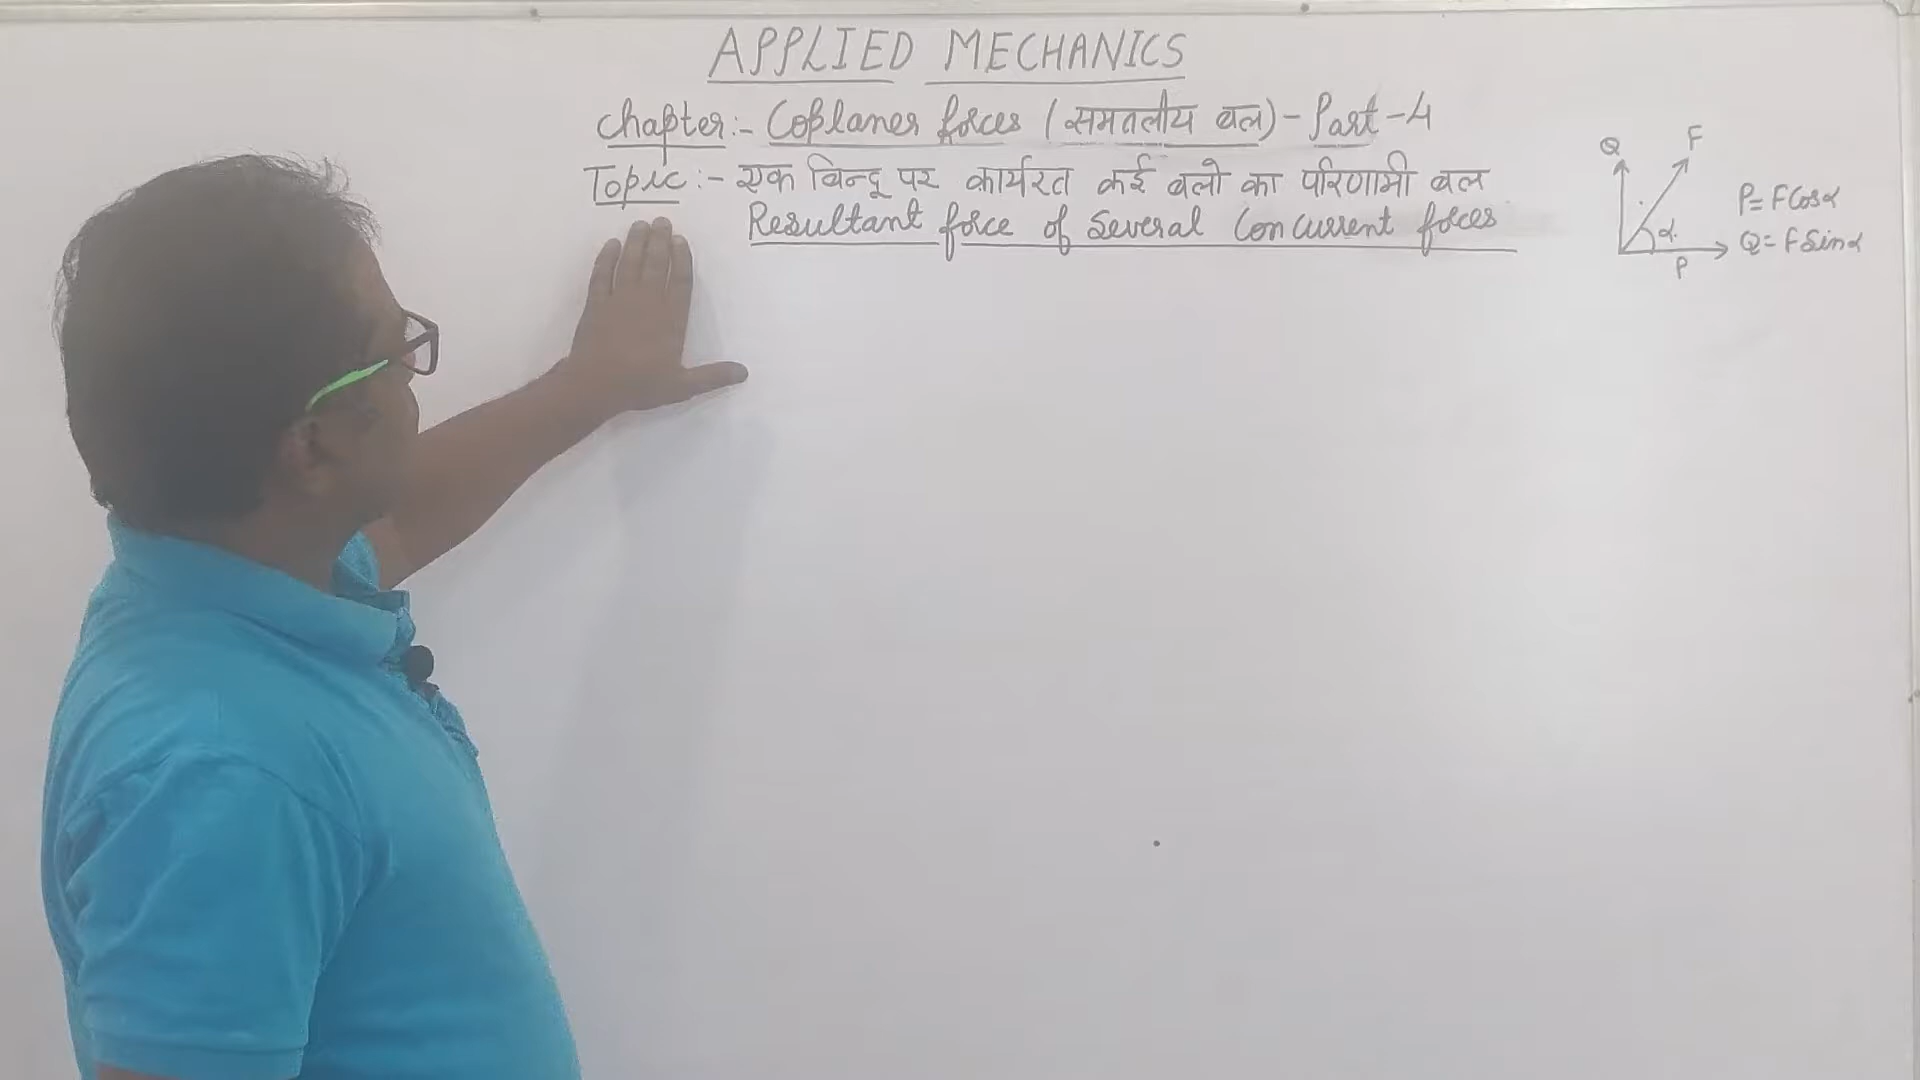 APPLIED MECHANICS
Chapter:- Coplaner forces (समतलीय बल) - Part-4
Topic:- एक बिन्दू पर कार्यरत कई बलो का परिणामी बल
Resultant force of Several Concurrent forces
Q
F
α
P
P= FCosα
Q= FSinα